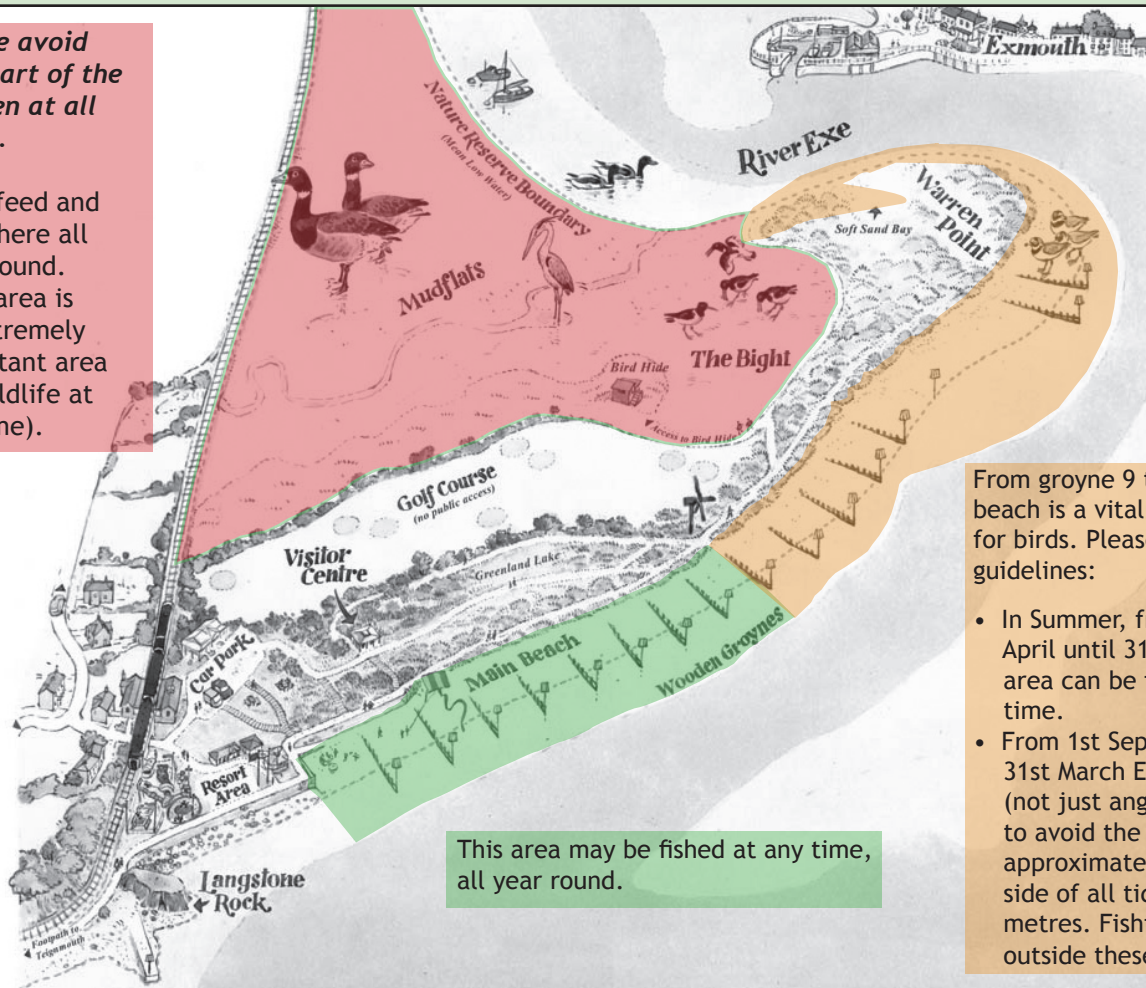 e avoid
art of the
en at all
.
feed and
here all
ound.
area is
tremely
tant area
ldlife at
ne).
Exmouth
River Exe
Nature Reserve Boundary
(Mean Low Water)
Warren
Point
Soft Sand Bay
Mudflats
The Bight
Bird Hide
Access to Bird Hide
Golf Course
(no public access)
Visitor
Centre
Greenland Lake
Car Park
Main Beach
Wooden Groynes
Resort
Area
Langstone
Rock
Footpath to
Teignmouth
This area may be fished at any time,
all year round.
From groyne 9 t
beach is a vital
for birds. Pleas
guidelines:
• In Summer, f
April until 31
area can be f
time.
• From 1st Sep
31st March E
(not just ang
to avoid the
approximate
side of all tid
metres. Fish
outside these